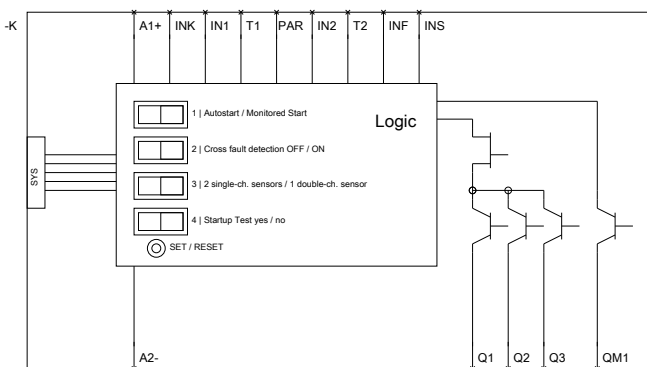 -K A1+ INK IN1 T1 PAR IN2 T2 INF INS
1 | Autostart / Monitored Start
Logic
2 | Cross fault detection OFF / ON
SYS
3 | 2 single-ch. sensors / 1 double-ch. sensor
4 | Startup Test yes / no
SET / RESET
A2- Q1 Q2 Q3 QM1